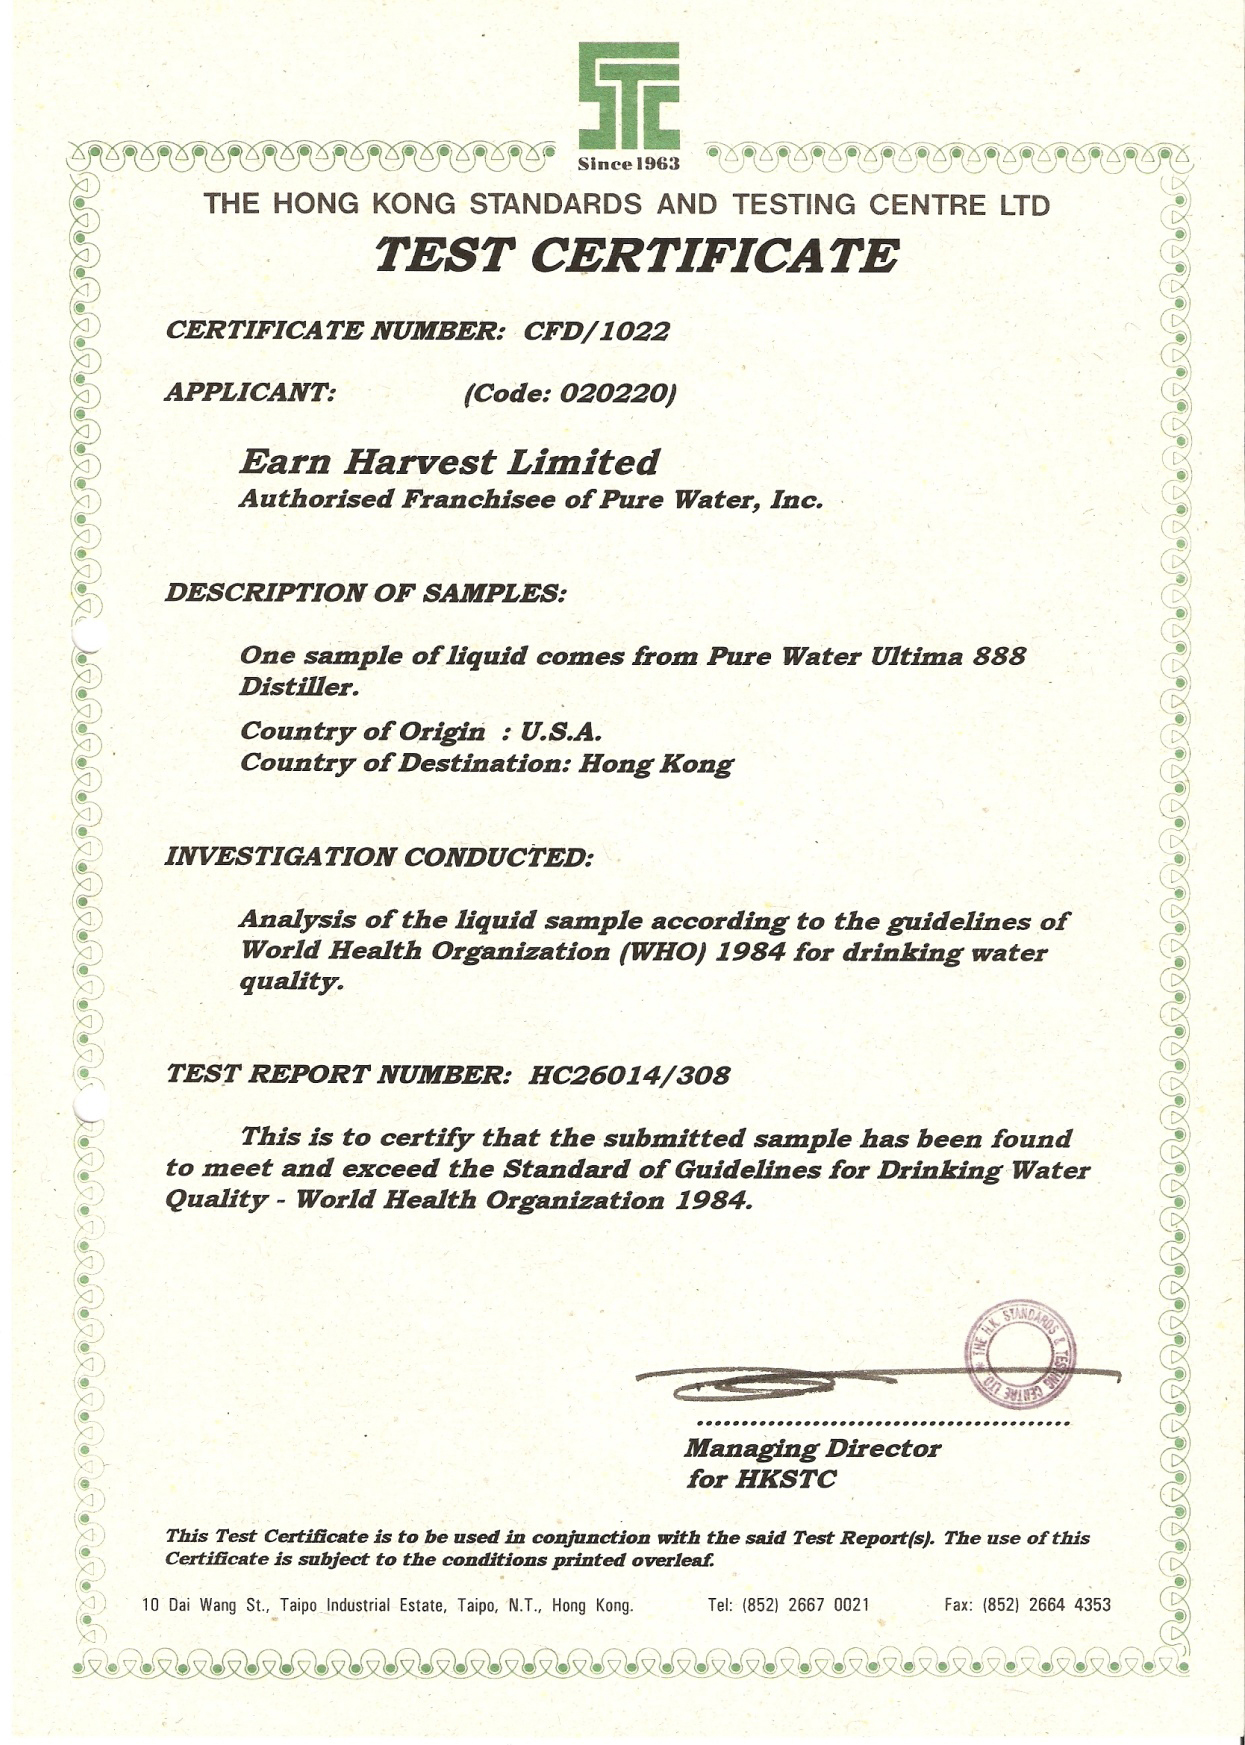 STC
Since 1963
THE HONG KONG STANDARDS AND TESTING CENTRE LTD
TEST CERTIFICATE
CERTIFICATE NUMBER: CFD/1022
APPLICANT: (Code: 020220)
Earn Harvest Limited
Authorised Franchisee of Pure Water, Inc.
DESCRIPTION OF SAMPLES:
One sample of liquid comes from Pure Water Ultima 888
Distiller.
Country of Origin : U.S.A.
Country of Destination: Hong Kong
INVESTIGATION CONDUCTED:
Analysis of the liquid sample according to the guidelines of
World Health Organization (WHO) 1984 for drinking water
quality.
TEST REPORT NUMBER: HC26014/308
This is to certify that the submitted sample has been found
to meet and exceed the Standard of Guidelines for Drinking Water
Quality - World Health Organization 1984.
THE H.K. STANDARDS & TESTING CENTRE LTD
Managing Director
for HKSTC
This Test Certificate is to be used in conjunction with the said Test Report(s). The use of this
Certificate is subject to the conditions printed overleaf.
10 Dai Wang St., Taipo Industrial Estate, Taipo, N.T., Hong Kong. Tel: (852) 2667 0021 Fax: (852) 2664 4353